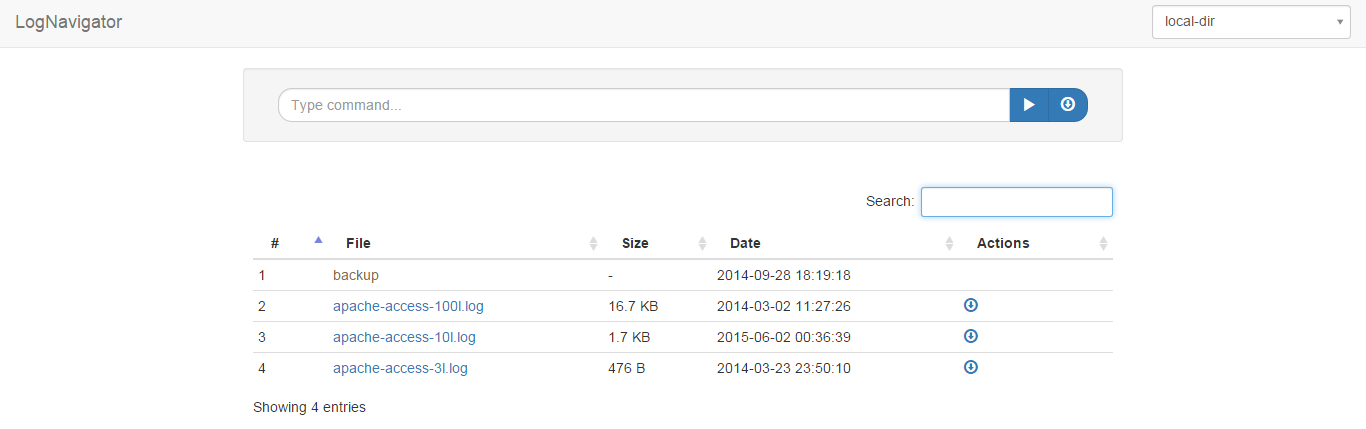 LogNavigator local-dir
Type command...
Search:
# File Size Date Actions
1 backup - 2014-09-28 18:19:18
2 apache-access-100l.log 16.7 KB 2014-03-02 11:27:26
3 apache-access-10l.log 1.7 KB 2015-06-02 00:36:39
4 apache-access-3l.log 476 B 2014-03-23 23:50:10
Showing 4 entries